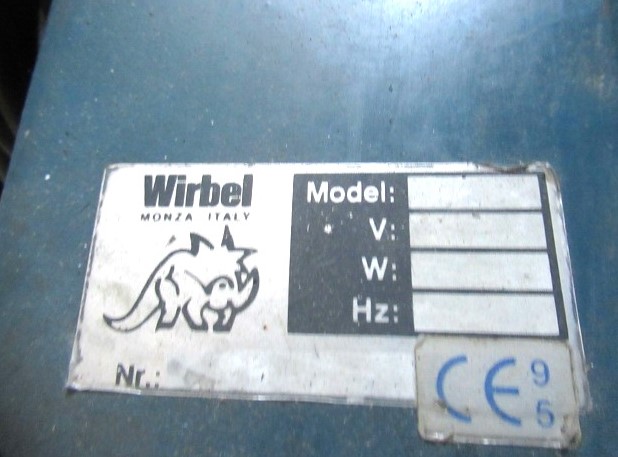 Wirbel
MONZA ITALY
Model:
V:
W:
Hz:
Nr.:
CE 95